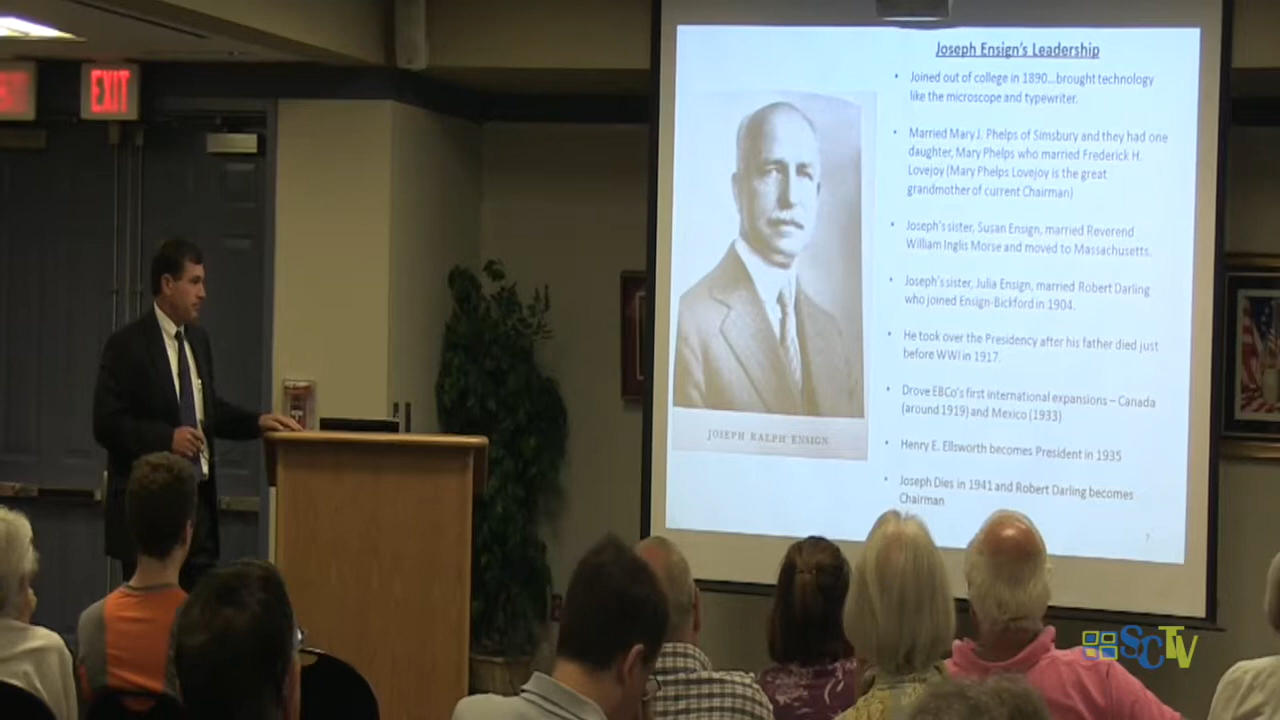 EXIT
Joseph Ensign's Leadership
• Joined out of college in 1890...brought technology
like the microscope and typewriter.
• Married Mary J. Phelps of Simsbury and they had one
daughter, Mary Phelps who married Frederick H.
Lovejoy (Mary Phelps Lovejoy is the great
grandmother of current Chairman)
• Joseph's sister, Susan Ensign, married Reverend
William Inglis Morse and moved to Massachusetts.
• Joseph's sister, Julia Ensign, married Robert Darling
who joined Ensign-Bickford in 1904.
• He took over the Presidency after his father died just
before WWI in 1917.
• Drove EBCo's first international expansions – Canada
(around 1919) and Mexico (1933)
• Henry E. Ellsworth becomes President in 1935
• Joseph Dies in 1941 and Robert Darling becomes
Chairman
JOSEPH RALPH ENSIGN
7
SCTV